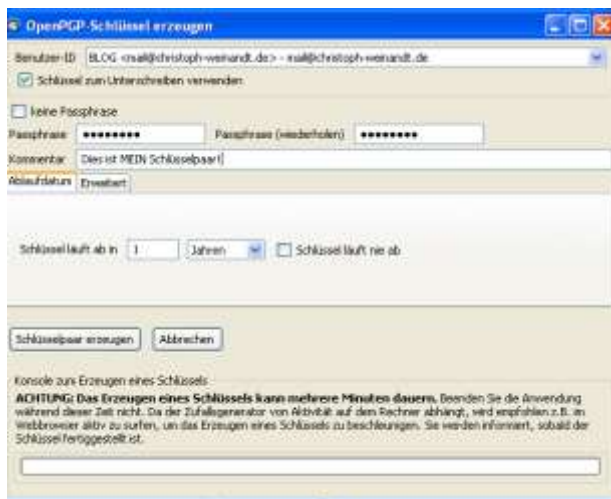 OpenPGP-Schlüssel erzeugen
Benutzer-ID BLOG <mail@christoph-weinandt.de> - mail@christoph-weinandt.de
Schlüssel zum Unterschreiben verwenden
keine Passphrase
Passphrase •••••••• Passphrase (wiederholen) ••••••••
Kommentar Dies ist MEIN Schlüsselpaar!
Ablaufdatum Erweitert
Schlüssel läuft ab in 1 Jahren Schlüssel läuft nie ab
Schlüsselpaar erzeugen Abbrechen
Konsole zum Erzeugen eines Schlüssels
ACHTUNG: Das Erzeugen eines Schlüssels kann mehrere Minuten dauern. Beenden Sie die Anwendung
während dieser Zeit nicht. Da der Zufallsgenerator von Aktivität auf dem Rechner abhängt, wird empfohlen z.B. im
Webbrowser aktiv zu surfen, um das Erzeugen eines Schlüssels zu beschleunigen. Sie werden informiert, sobald der
Schlüssel fertiggestellt ist.